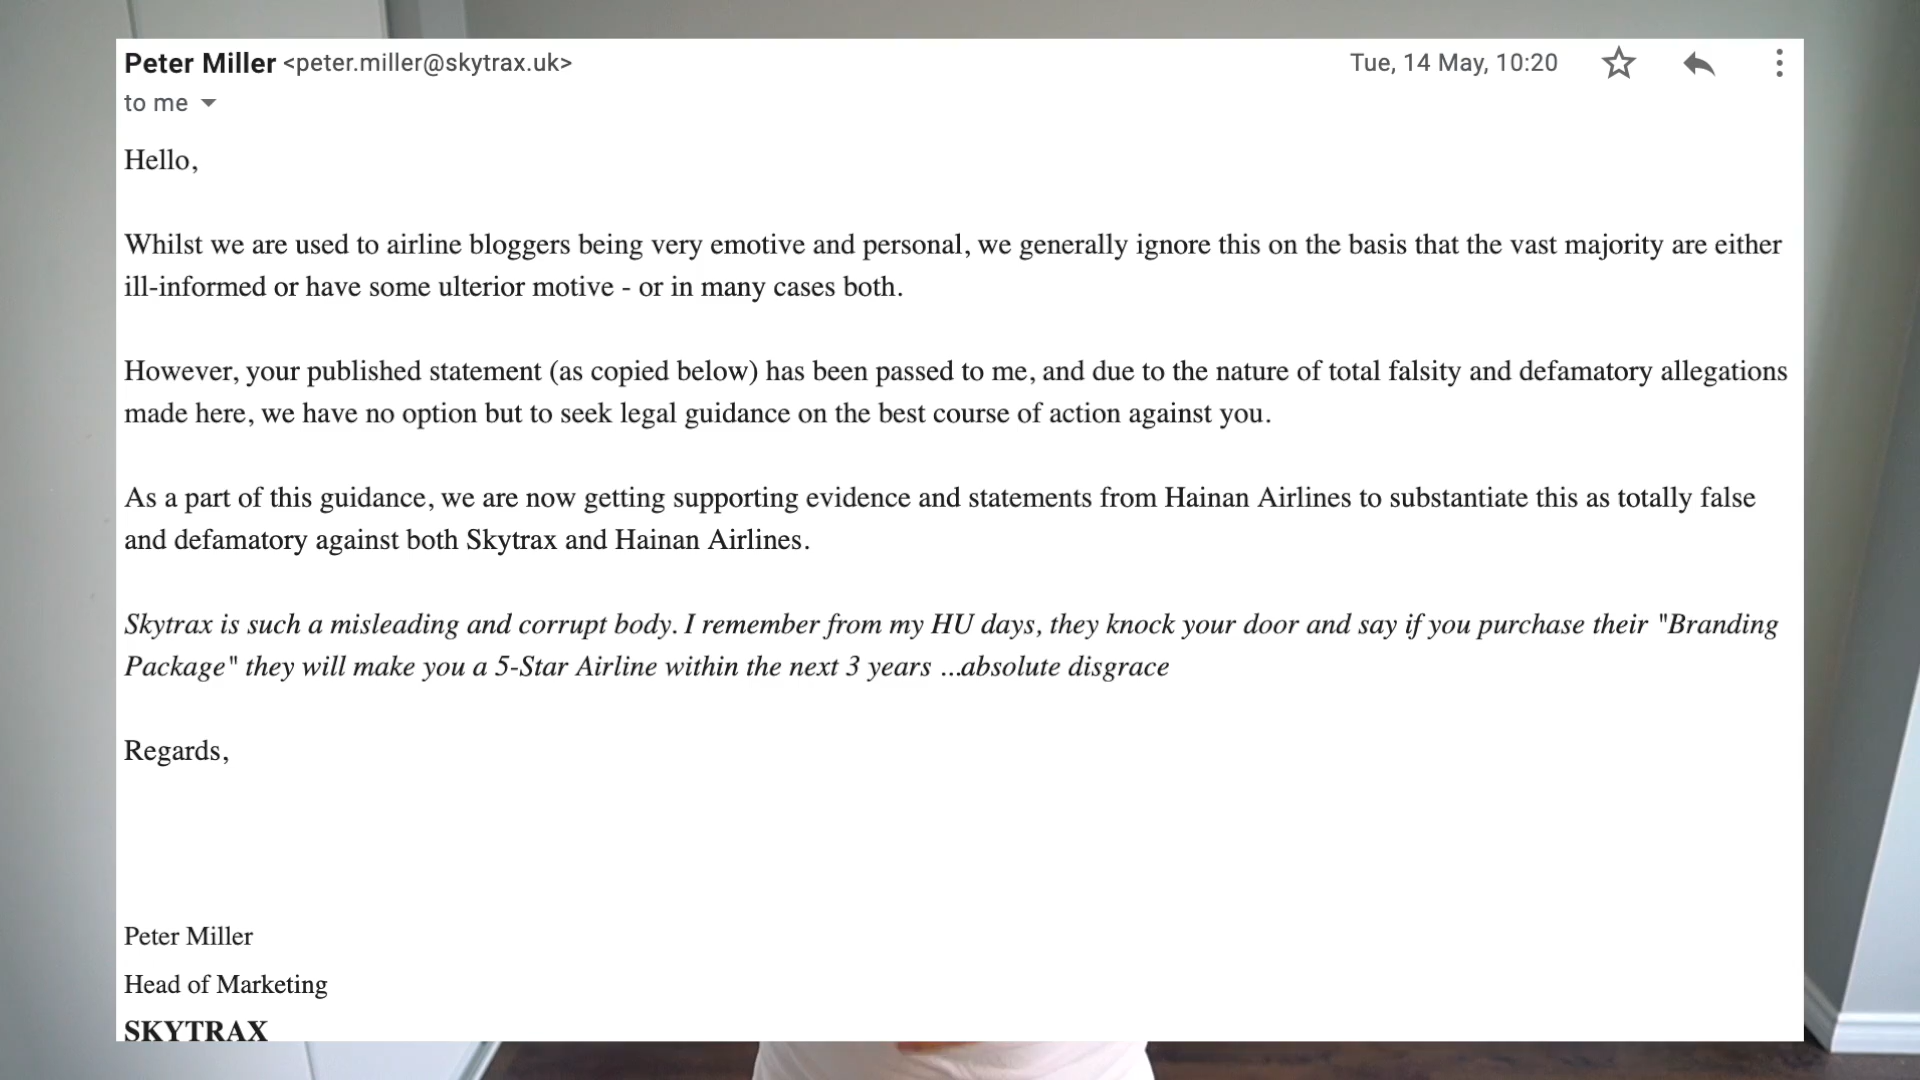 Peter Miller <peter.miller@skytrax.uk>
Tue, 14 May, 10:20
to me
Hello,
Whilst we are used to airline bloggers being very emotive and personal, we generally ignore this on the basis that the vast majority are either
ill-informed or have some ulterior motive - or in many cases both.
However, your published statement (as copied below) has been passed to me, and due to the nature of total falsity and defamatory allegations
made here, we have no option but to seek legal guidance on the best course of action against you.
As a part of this guidance, we are now getting supporting evidence and statements from Hainan Airlines to substantiate this as totally false
and defamatory against both Skytrax and Hainan Airlines.
Skytrax is such a misleading and corrupt body. I remember from my HU days, they knock your door and say if you purchase their "Branding
Package" they will make you a 5-Star Airline within the next 3 years ...absolute disgrace
Regards,
Peter Miller
Head of Marketing
SKYTRAX